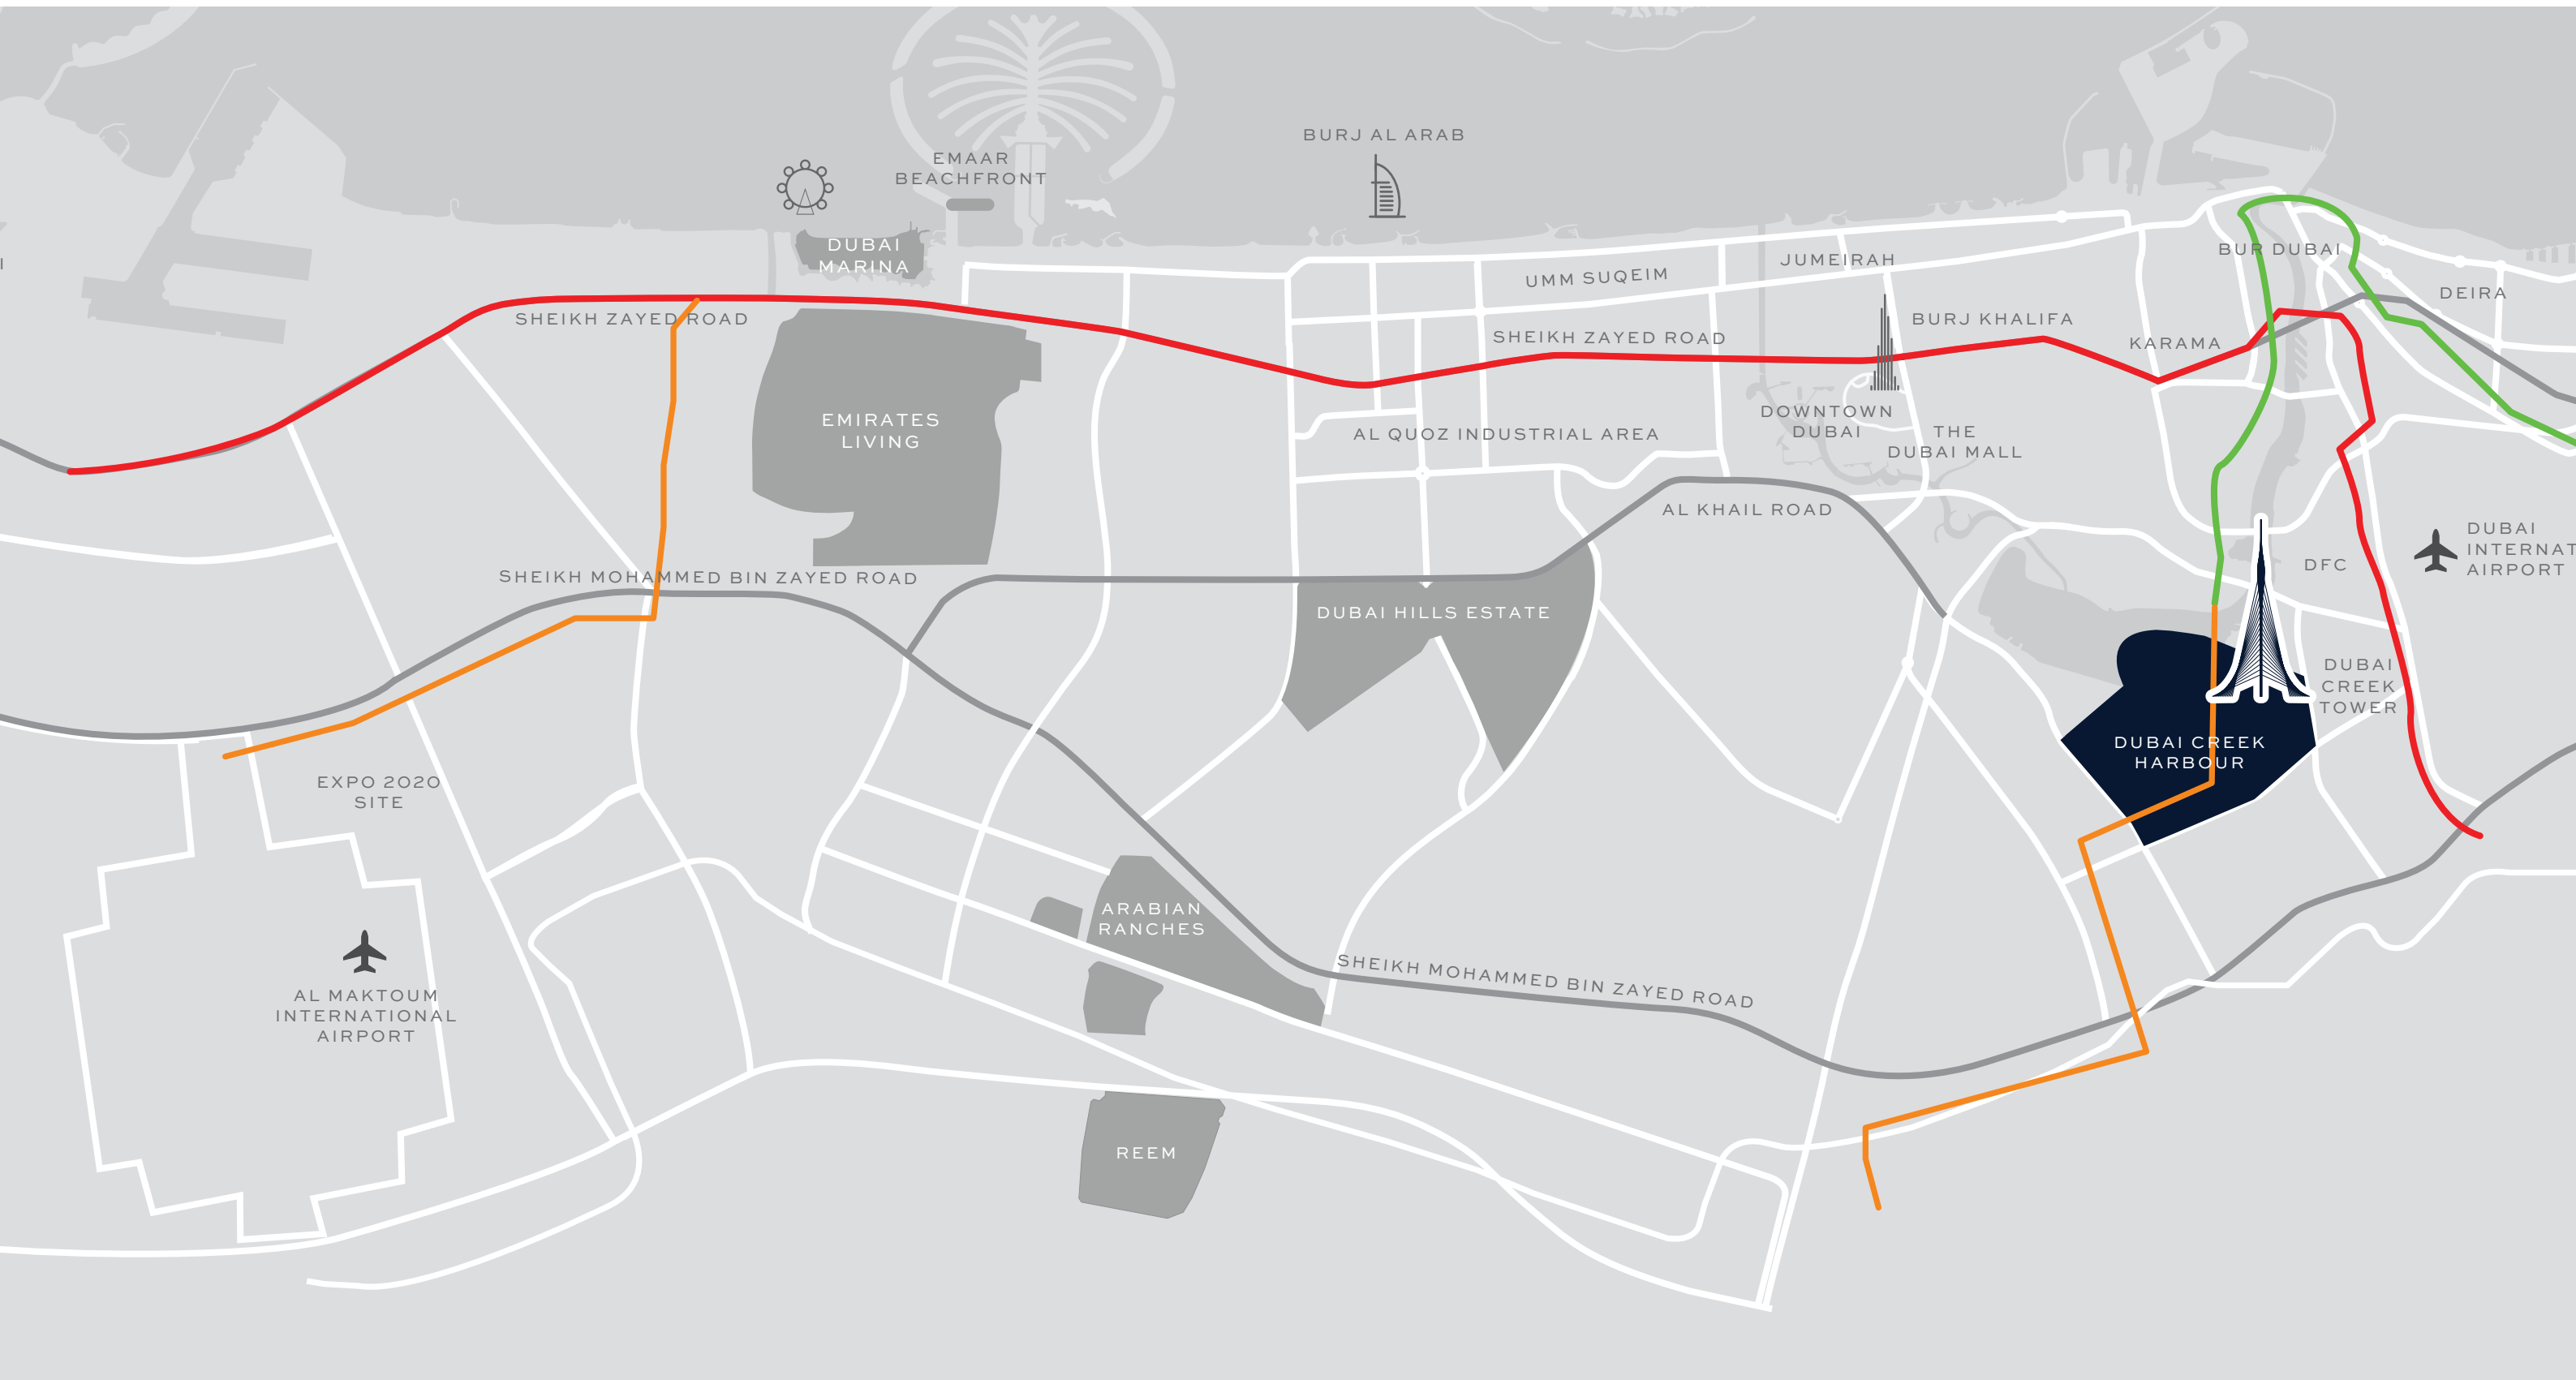 BURJ AL ARAB
EMAAR
BEACHFRONT
DUBAI
MARINA
BUR DUBAI
JUMEIRAH
UMM SUQEIM
DEIRA
SHEIKH ZAYED ROAD
SHEIKH ZAYED ROAD
BURJ KHALIFA
KARAMA
EMIRATES
LIVING
DOWNTOWN
DUBAI
AL QUOZ INDUSTRIAL AREA
THE
DUBAI MALL
AL KHAIL ROAD
DUBAI
INTERNAT
AIRPORT
DFC
SHEIKH MOHAMMED BIN ZAYED ROAD
DUBAI HILLS ESTATE
DUBAI
CREEK
TOWER
DUBAI CREEK
HARBOUR
EXPO 2020
SITE
ARABIAN
RANCHES
SHEIKH MOHAMMED BIN ZAYED ROAD
AL MAKTOUM
INTERNATIONAL
AIRPORT
REEM